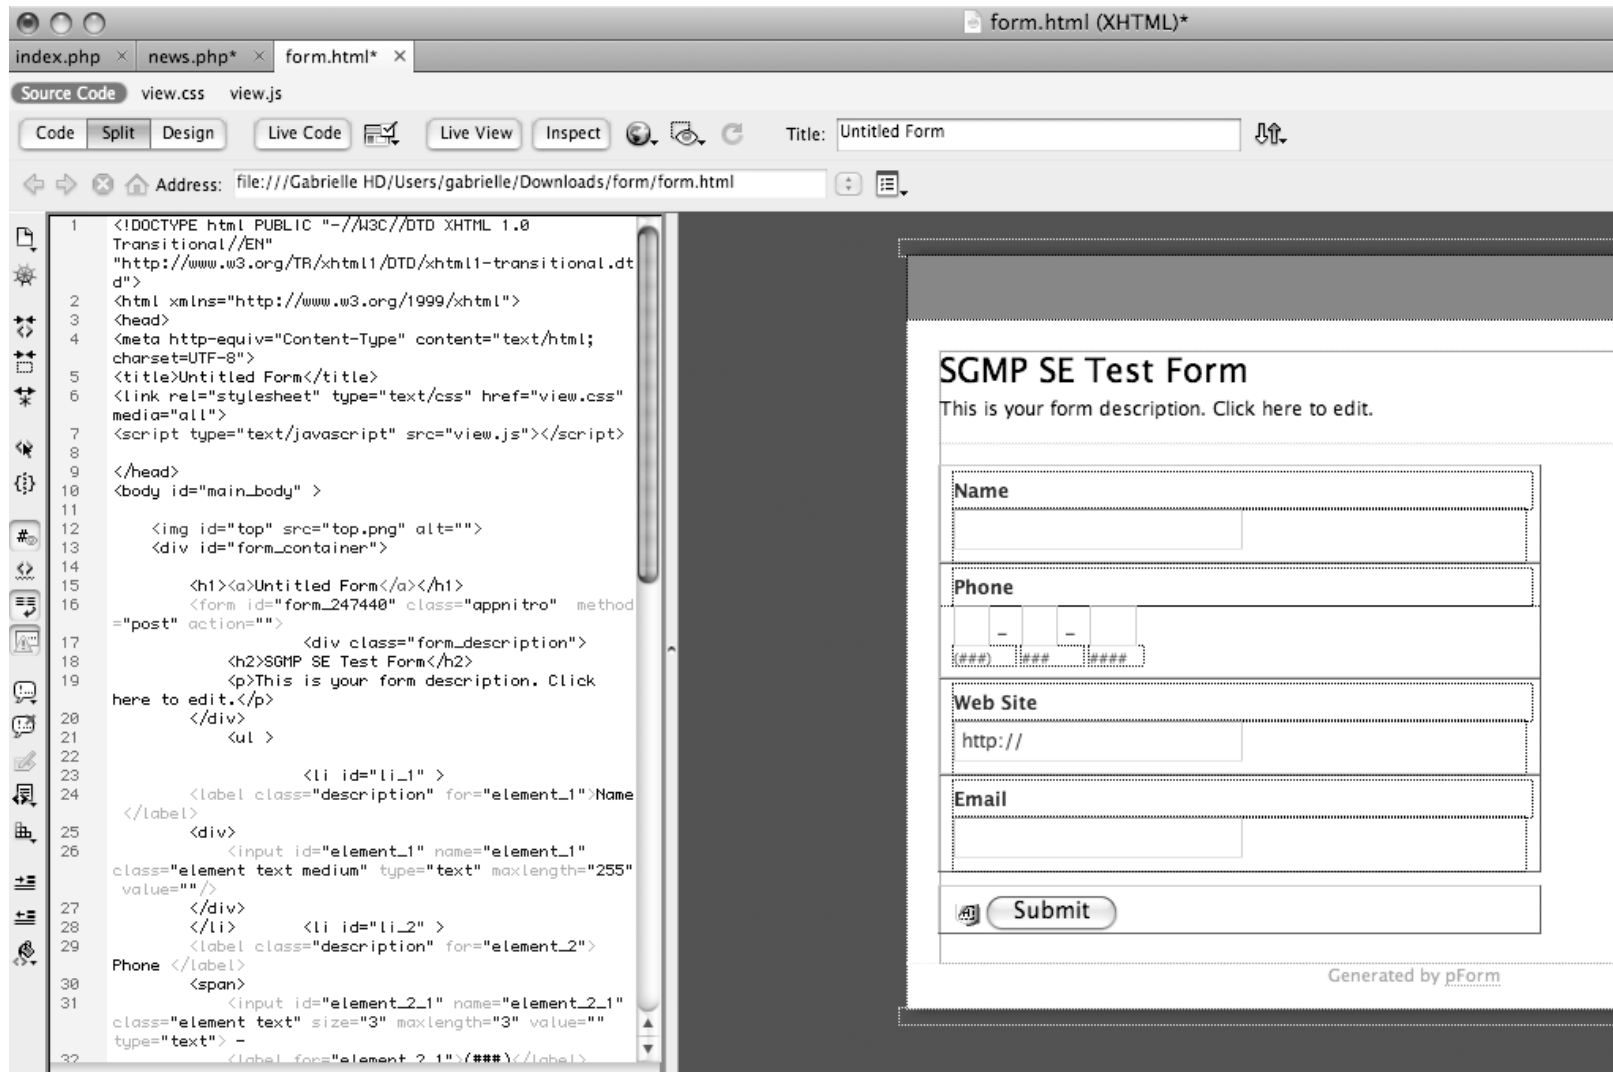 form.html (XHTML)*
index.php × news.php* × form.html* ×
Source Code view.css view.js
Code Split Design Live Code Live View Inspect Title: Untitled Form
Address: file:///Gabrielle HD/Users/gabrielle/Downloads/form/form.html
1 <!DOCTYPE html PUBLIC "-//W3C//DTD XHTML 1.0
Transitional//EN"
"http://www.w3.org/TR/xhtml1/DTD/xhtml1-transitional.dt
d">
2 <html xmlns="http://www.w3.org/1999/xhtml">
3 <head>
4 <meta http-equiv="Content-Type" content="text/html;
charset=UTF-8">
5 <title>Untitled Form</title>
6 <link rel="stylesheet" type="text/css" href="view.css"
media="all">
7 <script type="text/javascript" src="view.js"></script>
8
9 </head>
10 <body id="main_body" >
11
12 <img id="top" src="top.png" alt="">
13 <div id="form_container">
14
15 <h1><a>Untitled Form</a></h1>
16 <form id="form_247440" class="appnitro"  method
="post" action="">
17 <div class="form_description">
18 <h2>SGMP SE Test Form</h2>
19 <p>This is your form description. Click
here to edit.</p>
20 </div>
21 <ul >
22
23 <li id="li_1" >
24 <label class="description" for="element_1">Name
</label>
25 <div>
26 <input id="element_1" name="element_1"
class="element text medium" type="text" maxlength="255"
value=""/>
27 </div>
28 </li> <li id="li_2" >
29 <label class="description" for="element_2">
Phone </label>
30 <span>
31 <input id="element_2_1" name="element_2_1"
class="element text" size="3" maxlength="3" value=""
type="text"> -
32 <label for="element_2_1">(###)</label>
SGMP SE Test Form
This is your form description. Click here to edit.
Name
Phone
- -
(###) ### ####
Web Site
http://
Email
Submit
Generated by pForm